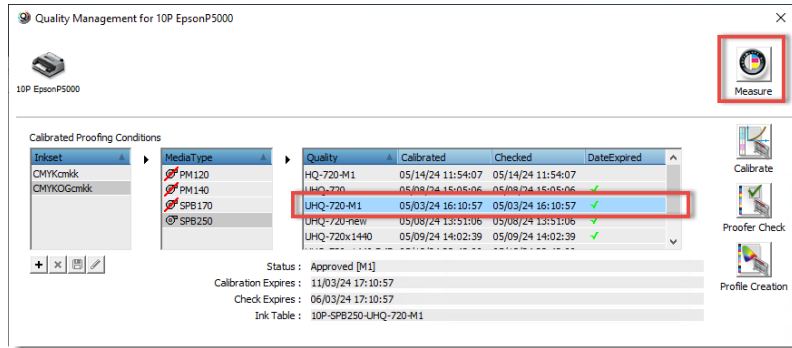 Quality Management for 10P EpsonP5000
10P EpsonP5000
Measure
Calibrated Proofing Conditions
Inkset MediaType Quality Calibrated Checked DateExpired
CMYKcmkk PM120 HQ-720-M1 05/14/24 11:54:07 05/14/24 11:54:07
CMYKOGcmkk PM140 UHQ-720 05/08/24 15:05:06 05/08/24 15:05:06
SPB170 UHQ-720-M1 05/03/24 16:10:57 05/03/24 16:10:57
SPB250 UHQ-720-new 05/08/24 13:51:06 05/08/24 13:51:06
UHQ-720x1440 05/09/24 14:02:39 05/09/24 14:02:39
Calibrate
Proofer Check
Profile Creation
Status : Approved [M1]
Calibration Expires : 11/03/24 17:10:57
Check Expires : 06/03/24 17:10:57
Ink Table : 10P-SPB250-UHQ-720-M1